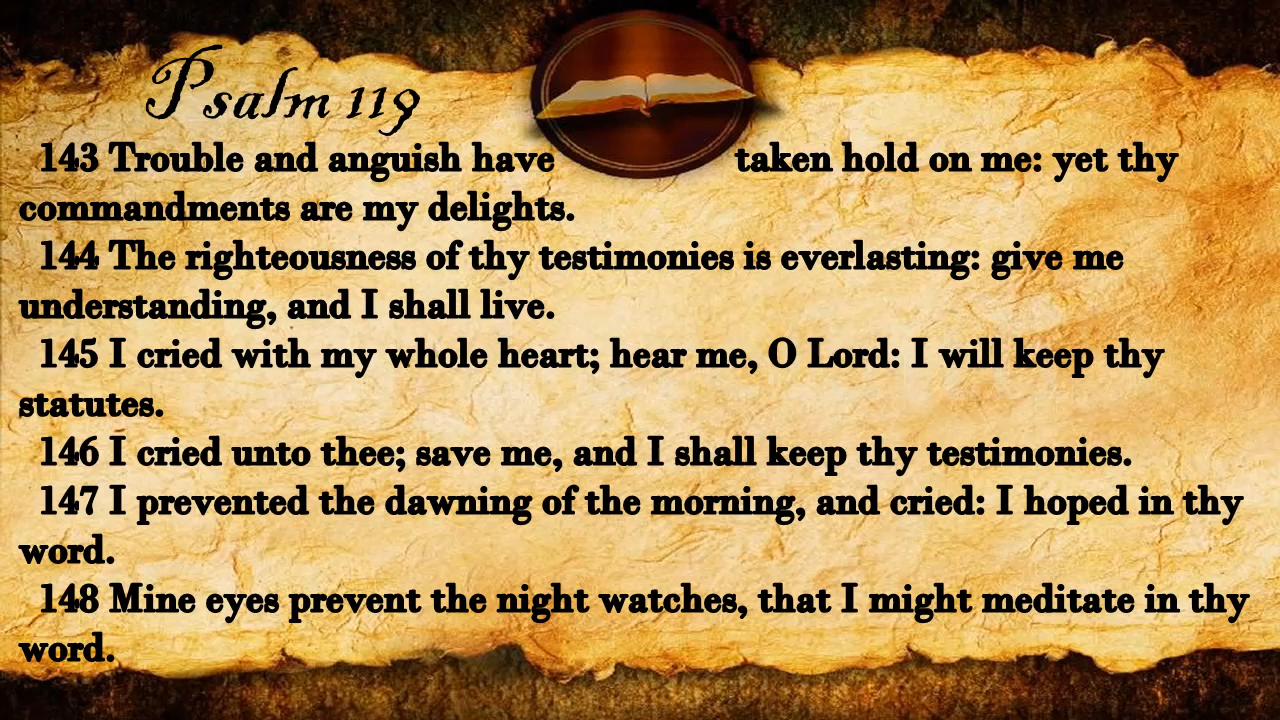 Psalm 119
143 Trouble and anguish have taken hold on me: yet thy
commandments are my delights.
144 The righteousness of thy testimonies is everlasting: give me
understanding, and I shall live.
145 I cried with my whole heart; hear me, O Lord: I will keep thy
statutes.
146 I cried unto thee; save me, and I shall keep thy testimonies.
147 I prevented the dawning of the morning, and cried: I hoped in thy
word.
148 Mine eyes prevent the night watches, that I might meditate in thy
word.